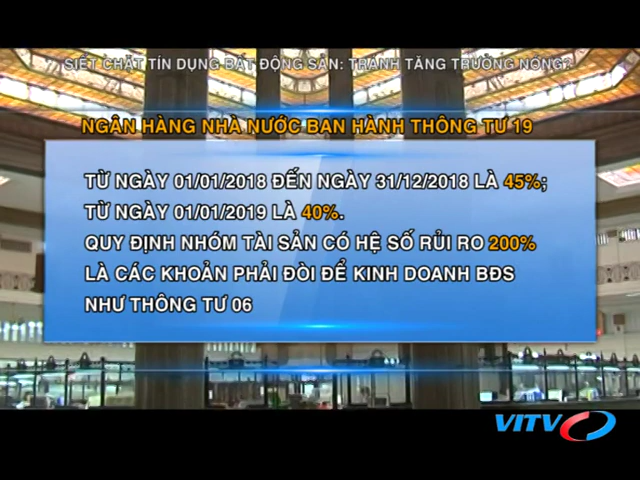 SIẾT CHẶT TÍN DỤNG BẤT ĐỘNG SẢN: TRANH TĂNG TRƯỞNG NÓNG?
NGÂN HÀNG NHÀ NƯỚC BAN HÀNH THÔNG TƯ 19
TỪ NGÀY 01/01/2018 ĐẾN NGÀY 31/12/2018 LÀ 45%;
TỪ NGÀY 01/01/2019 LÀ 40%.
QUY ĐỊNH NHÓM TÀI SẢN CÓ HỆ SỐ RỦI RO 200%
LÀ CÁC KHOẢN PHẢI ĐÒI ĐỂ KINH DOANH BĐS
NHƯ THÔNG TƯ 06
VITV